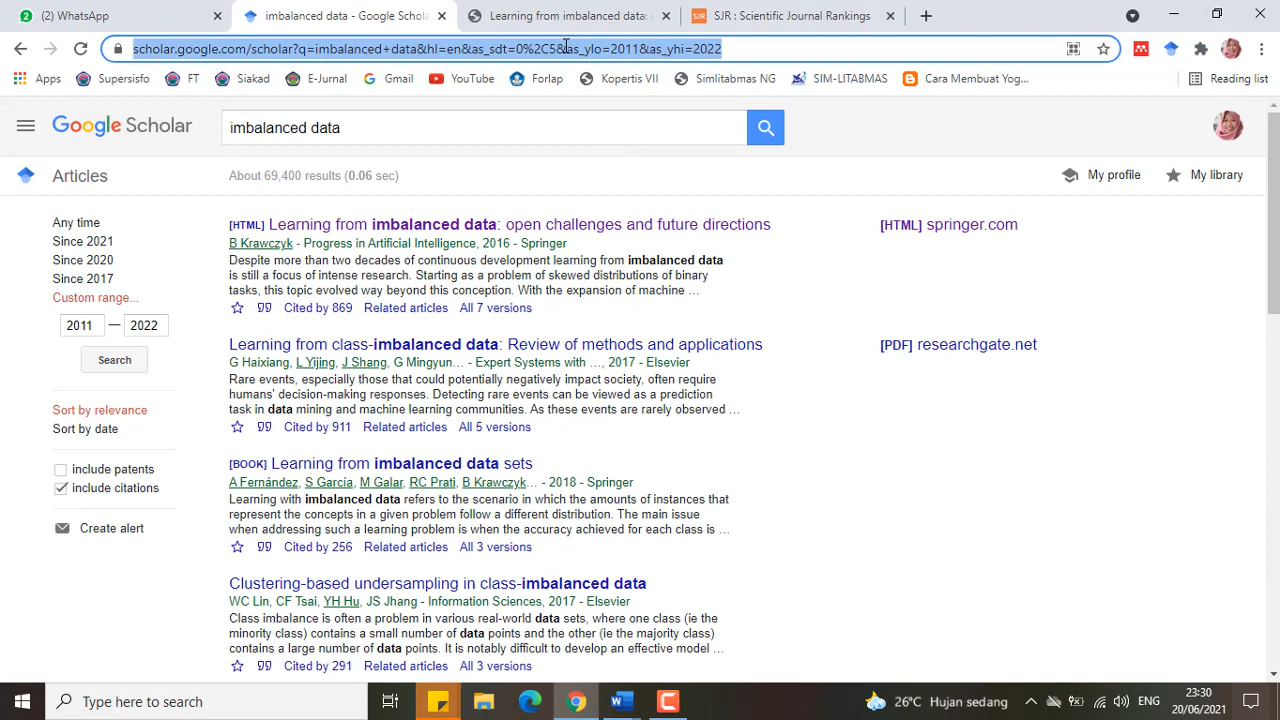 (2) WhatsApp
imbalanced data - Google Schola
Learning from imbalanced data:
SJR SJR : Scientific Journal Rankings
scholar.google.com/scholar?q=imbalanced+data&hl=en&as_sdt=0%2C5&as_ylo=2011&as_yhi=2022
Apps Supersisfo FT Siakad E-Jurnal Gmail YouTube Forlap Kopertis VII Simlitabmas NG SIM-LITABMAS Cara Membuat Yog... Reading list
Google Scholar
imbalanced data
Articles
About 69,400 results (0.06 sec)
My profile My library
Any time
Since 2021
Since 2020
Since 2017
Custom range...
2011 — 2022
Search
Sort by relevance
Sort by date
include patents
include citations
Create alert
[HTML] Learning from imbalanced data: open challenges and future directions
B Krawczyk - Progress in Artificial Intelligence, 2016 - Springer
Despite more than two decades of continuous development learning from imbalanced data
is still a focus of intense research. Starting as a problem of skewed distributions of binary
tasks, this topic evolved way beyond this conception. With the expansion of machine ...
Cited by 869 Related articles All 7 versions
[HTML] springer.com
Learning from class-imbalanced data: Review of methods and applications
G Haixiang, L Yijing, J Shang, G Mingyun... - Expert Systems with ..., 2017 - Elsevier
Rare events, especially those that could potentially negatively impact society, often require
humans' decision-making responses. Detecting rare events can be viewed as a prediction
task in data mining and machine learning communities. As these events are rarely observed ...
Cited by 911 Related articles All 5 versions
[PDF] researchgate.net
[BOOK] Learning from imbalanced data sets
A Fernández, S García, M Galar, RC Prati, B Krawczyk... - 2018 - Springer
Learning with imbalanced data refers to the scenario in which the amounts of instances that
represent the concepts in a given problem follow a different distribution. The main issue
when addressing such a learning problem is when the accuracy achieved for each class is ...
Cited by 256 Related articles All 3 versions
Clustering-based undersampling in class-imbalanced data
WC Lin, CF Tsai, YH Hu, JS Jhang - Information Sciences, 2017 - Elsevier
Class imbalance is often a problem in various real-world data sets, where one class (ie the
minority class) contains a small number of data points and the other (ie the majority class)
contains a large number of data points. It is notably difficult to develop an effective model ...
Cited by 291 Related articles All 3 versions
Type here to search
26°C Hujan sedang
ENG
23:30
20/06/2021